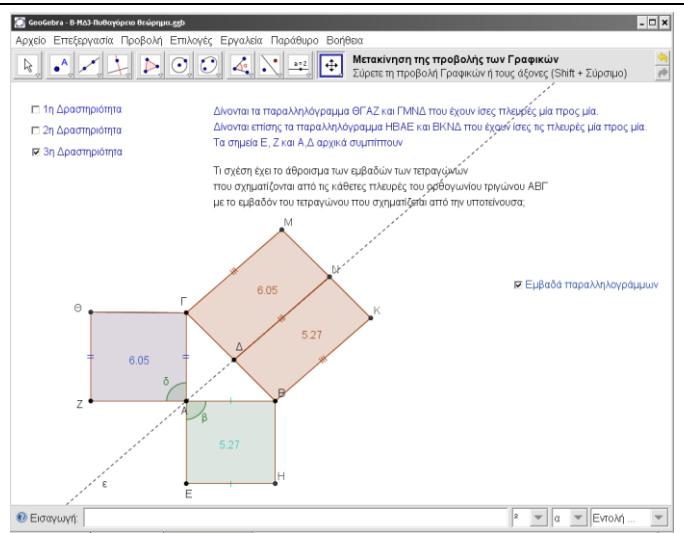 GeoGebra - Β-ΜΔ3-Πυθαγόρειο Θεώρημα.ggb
Αρχείο Επεξεργασία Προβολή Επιλογές Εργαλεία Παράθυρο Βοήθεια
Μετακίνηση της προβολής των Γραφικών
Σύρετε τη προβολή Γραφικών ή τους άξονες (Shift + Σύρσιμο)
A
a=2
1η Δραστηριότητα
2η Δραστηριότητα
3η Δραστηριότητα
Δίνονται τα παραλληλόγραμμα ΘΓΑΖ και ΓΜΝΔ που έχουν ίσες πλευρές μία προς μία.
Δίνονται επίσης τα παραλληλόγραμμα ΗΒΑΕ και ΒΚΝΔ που έχουν ίσες τις πλευρές μία προς μία.
Τα σημεία Ε, Ζ και Α,Δ αρχικά συμπίπτουν
Τι σχέση έχει το άθροισμα των εμβαδών των τετραγώνων
που σχηματίζονται από τις κάθετες πλευρές του ορθογωνίου τριγώνου ΑΒΓ
με το εμβαδόν του τετραγώνου που σχηματίζεται από την υποτείνουσα;
Μ
Ν
6.05
Εμβαδά παραλληλογράμμων
Γ
Θ
Κ
5.27
Δ
6.05
δ
Β
Ζ
Α
β
5.27
Η
ε
Ε
Εισαγωγή:
²
α
Εντολή ...